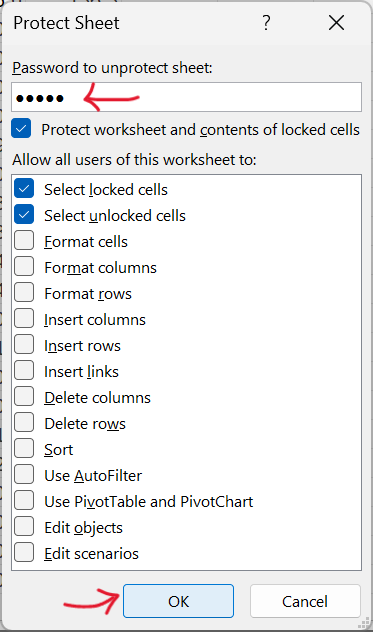 Protect Sheet ?
Password to unprotect sheet:
●●●●●
Protect worksheet and contents of locked cells
Allow all users of this worksheet to:
Select locked cells
Select unlocked cells
Format cells
Format columns
Format rows
Insert columns
Insert rows
Insert links
Delete columns
Delete rows
Sort
Use AutoFilter
Use PivotTable and PivotChart
Edit objects
Edit scenarios
OK Cancel